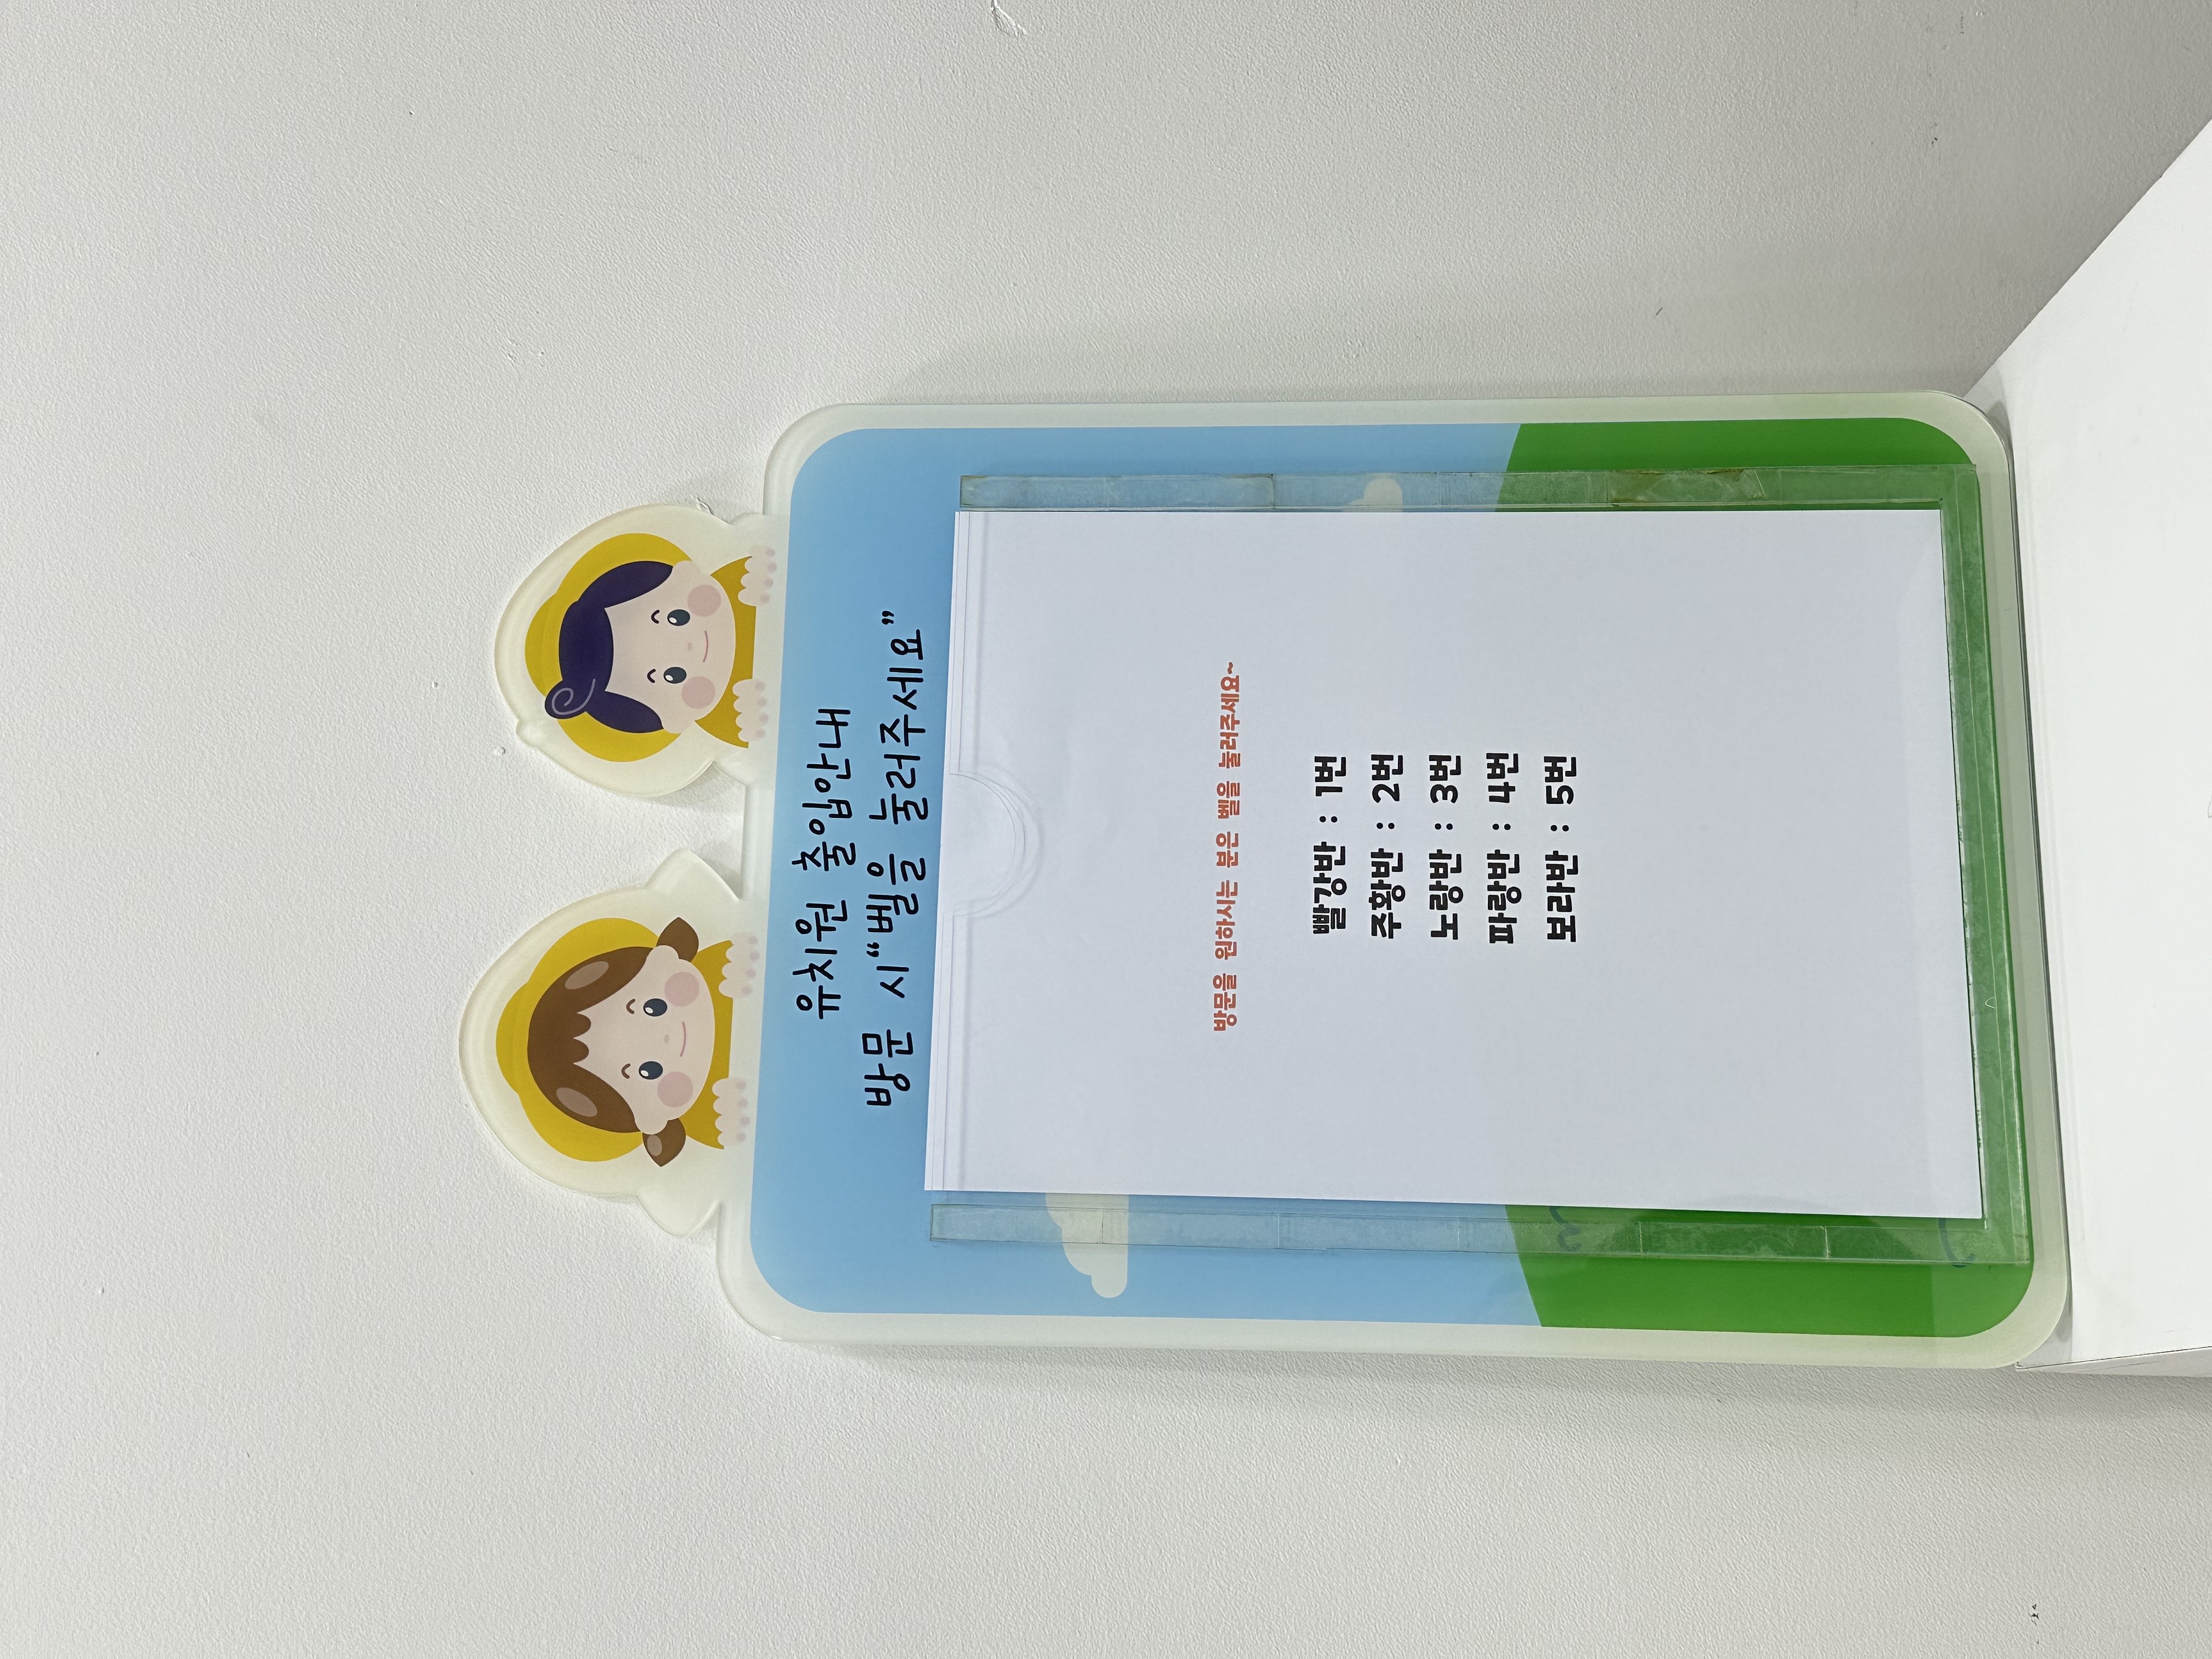 유치원 출입안내
방문 시“벨을 눌러주세요”
방문을 원하시는 분은 벨을 눌러주세요~
빨강반 : 1번
주황반 : 2번
노랑반 : 3번
파랑반 : 4번
보라반 : 5번